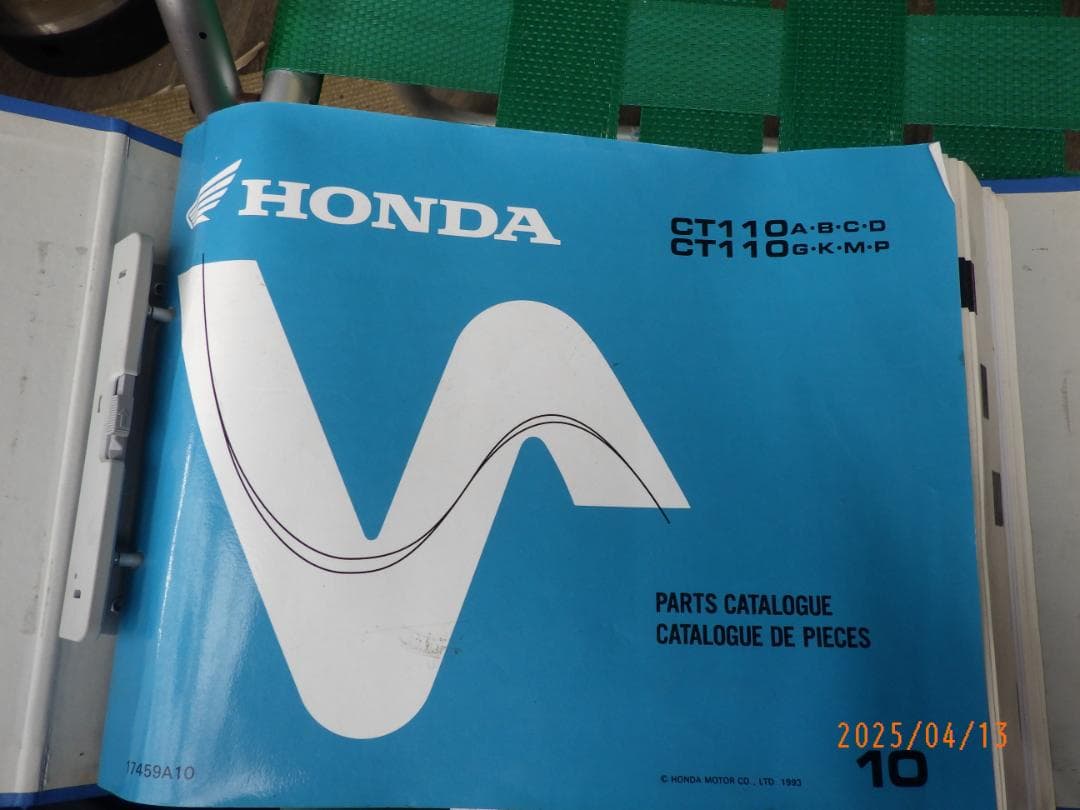 HONDA
CT110A·B·C·D
CT110G·K·M·P
PARTS CATALOGUE
CATALOGUE DE PIECES
2025/04/13
10
17459A10
© HONDA MOTOR CO., LTD. 1993